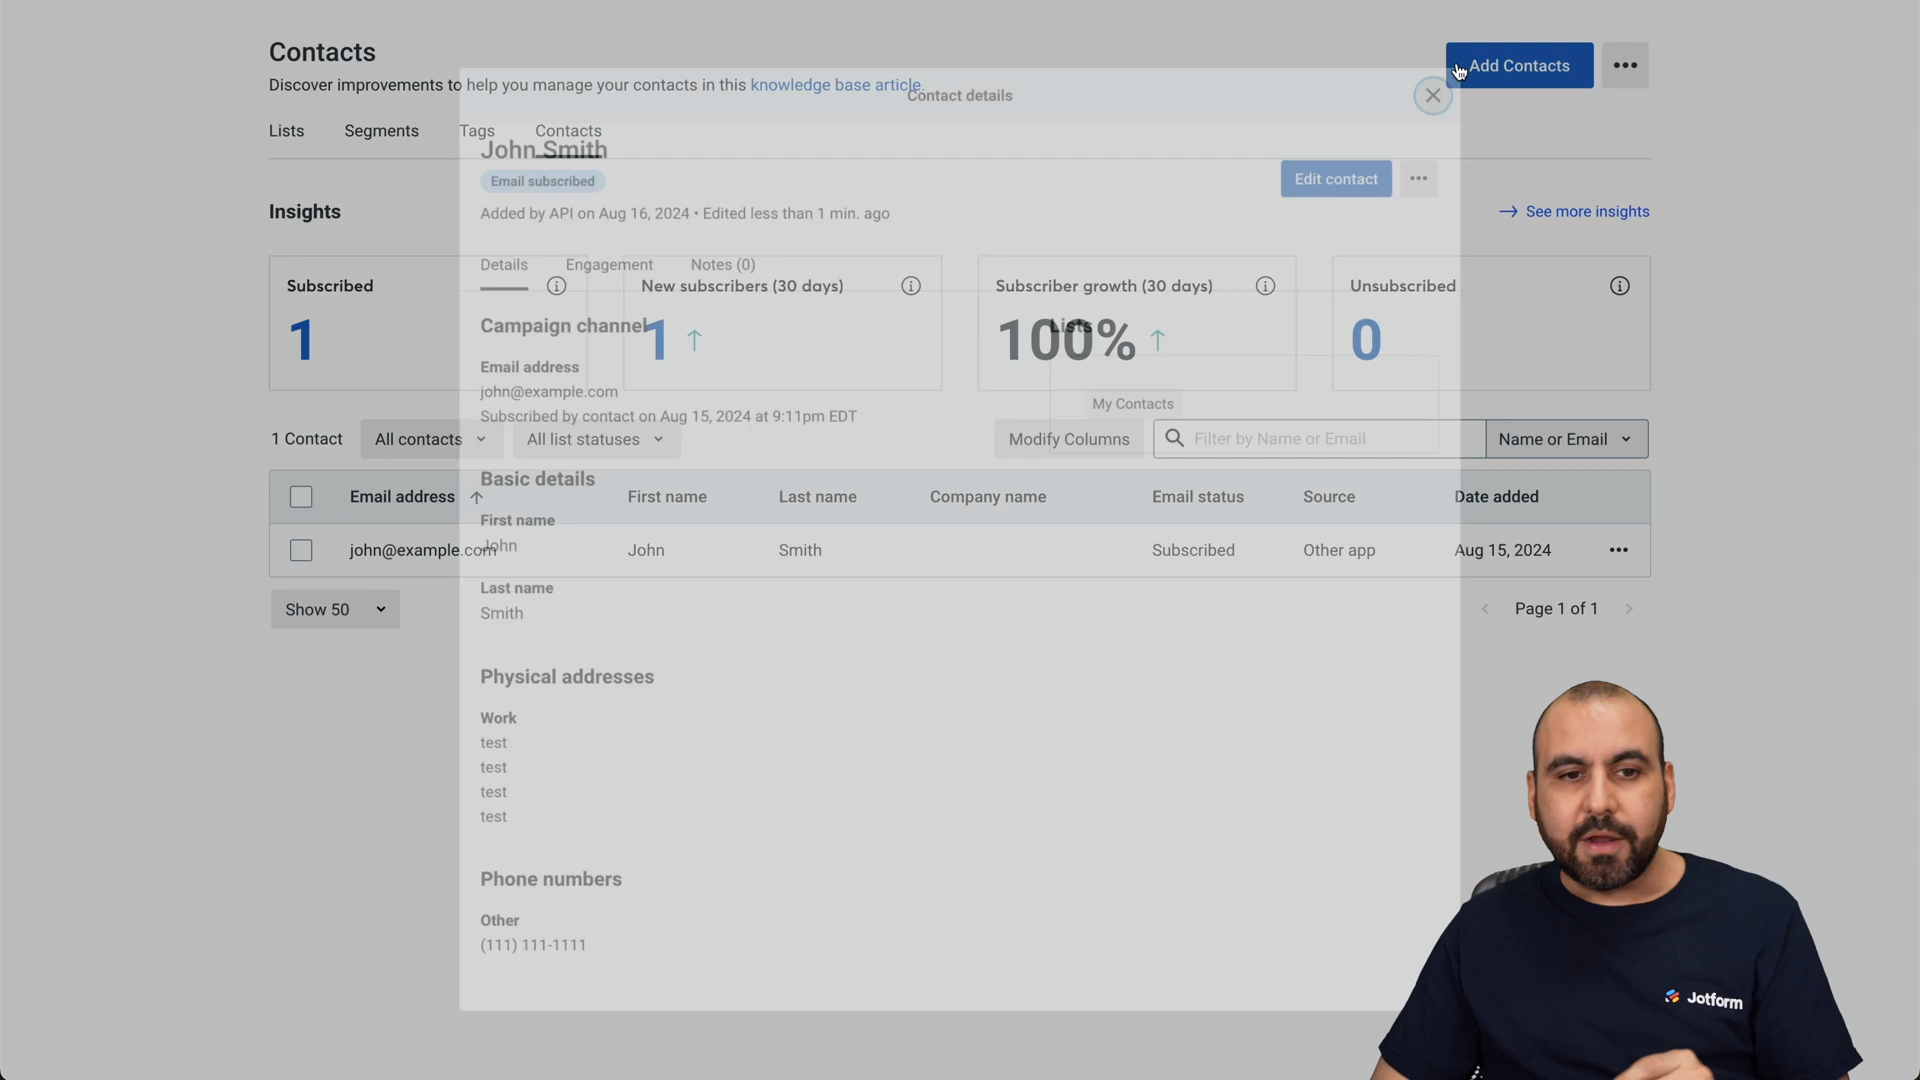 Contacts
Add Contacts
Discover improvements to help you manage your contacts in this knowledge base article.
Contact details
Lists Segments Tags Contacts
John Smith
Email subscribed
Edit contact
Added by API on Aug 16, 2024 • Edited less than 1 min. ago
Insights
See more insights
Details Engagement Notes (0)
Subscribed
1
New subscribers (30 days)
1
Subscriber growth (30 days)
100%
Unsubscribed
0
Campaign channel
Lists
Email address
john@example.com
My Contacts
Subscribed by contact on Aug 15, 2024 at 9:11pm EDT
1 Contact All contacts All list statuses Modify Columns Filter by Name or Email Name or Email
Basic details
Email address First name Last name Company name Email status Source Date added
First name
John
john@example.com John Smith Subscribed Other app Aug 15, 2024
Last name
Smith
Show 50
Page 1 of 1
Physical addresses
Work
test
test
test
test
Phone numbers
Other
(111) 111-1111
Jotform